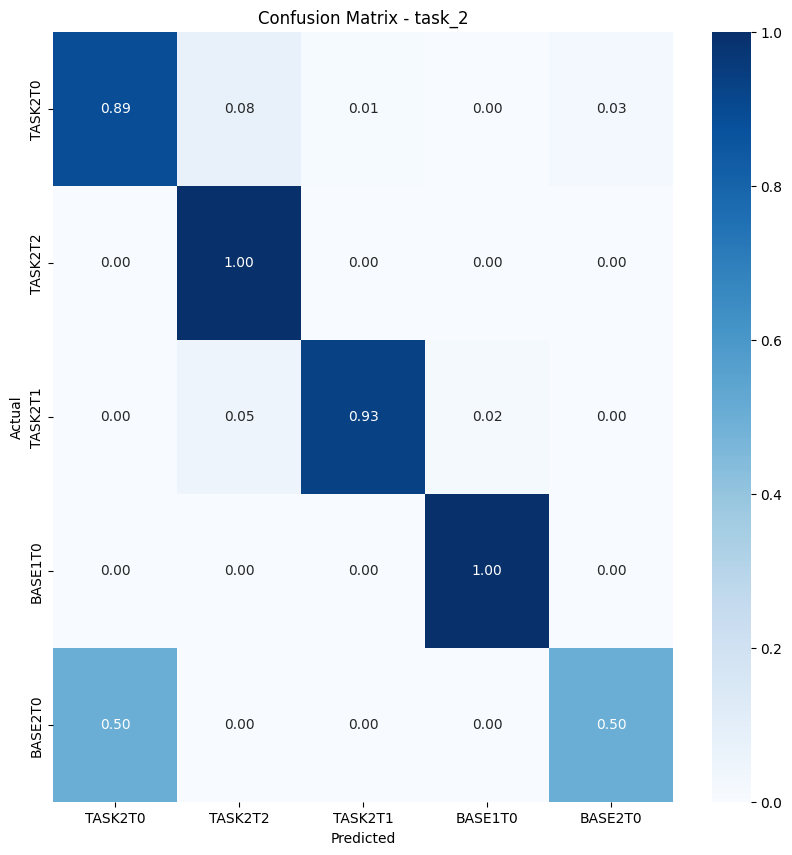 Confusion Matrix - task_2
1.0
TASK2T0 0.89 0.08 0.01 0.00 0.03
0.8
TASK2T2 0.00 1.00 0.00 0.00 0.00
0.6
Actual
TASK2T1 0.00 0.05 0.93 0.02 0.00
0.4
BASE1T0 0.00 0.00 0.00 1.00 0.00
0.2
BASE2T0 0.50 0.00 0.00 0.00 0.50
0.0
TASK2T0 TASK2T2 TASK2T1 BASE1T0 BASE2T0
Predicted